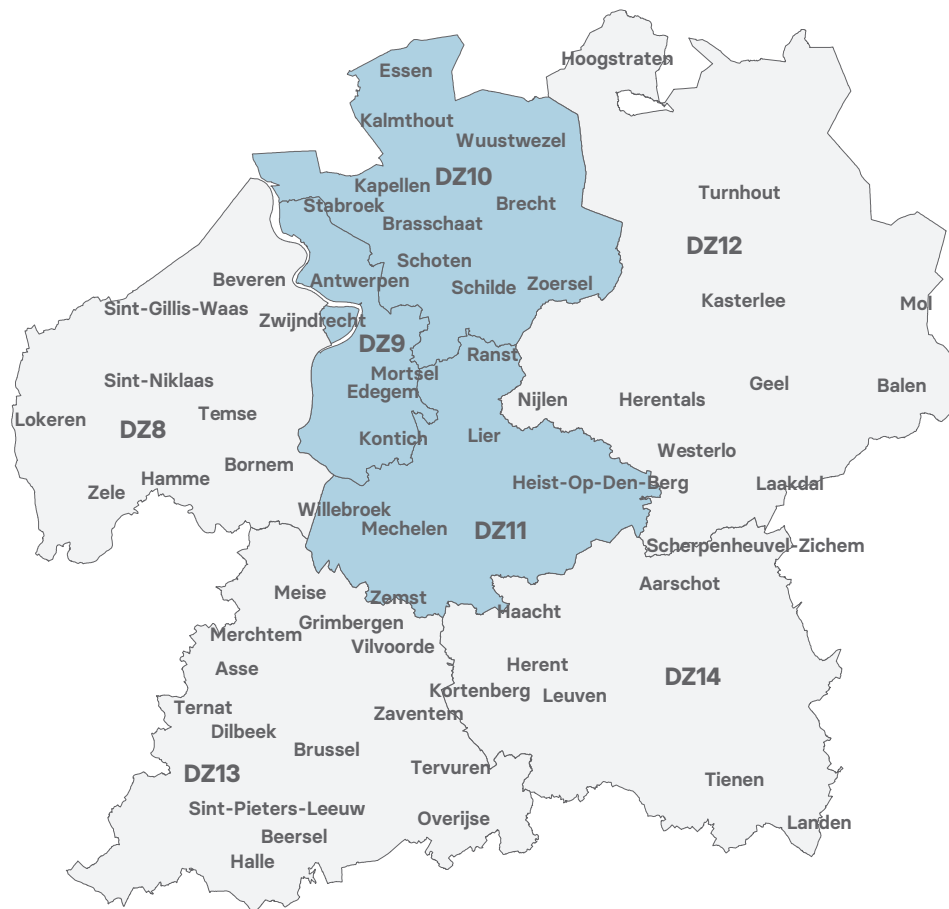 Hoogstraten
Essen
Kalmthout
Wuustwezel
DZ10
Kapellen
Turnhout
Stabroek
Brecht
Brasschaat
DZ12
Schoten
Beveren
Antwerpen
Schilde
Zoersel
Kasterlee
Mol
Sint-Gillis-Waas
Zwijndrecht
DZ9
Ranst
Mortsel
Sint-Niklaas
Geel
Balen
Edegem
Nijlen
Herentals
Temse
Lokeren
DZ8
Kontich
Lier
Westerlo
Bornem
Hamme
Heist-Op-Den-Berg
Laakdal
Zele
Willebroek
Mechelen
DZ11
Scherpenheuvel-Zichem
Aarschot
Meise
Zemst
Haacht
Grimbergen
Merchtem
Vilvoorde
Asse
Herent
DZ14
Kortenberg
Leuven
Ternat
Zaventem
Dilbeek
Brussel
Tervuren
DZ13
Tienen
Sint-Pieters-Leeuw
Overijse
Landen
Beersel
Halle